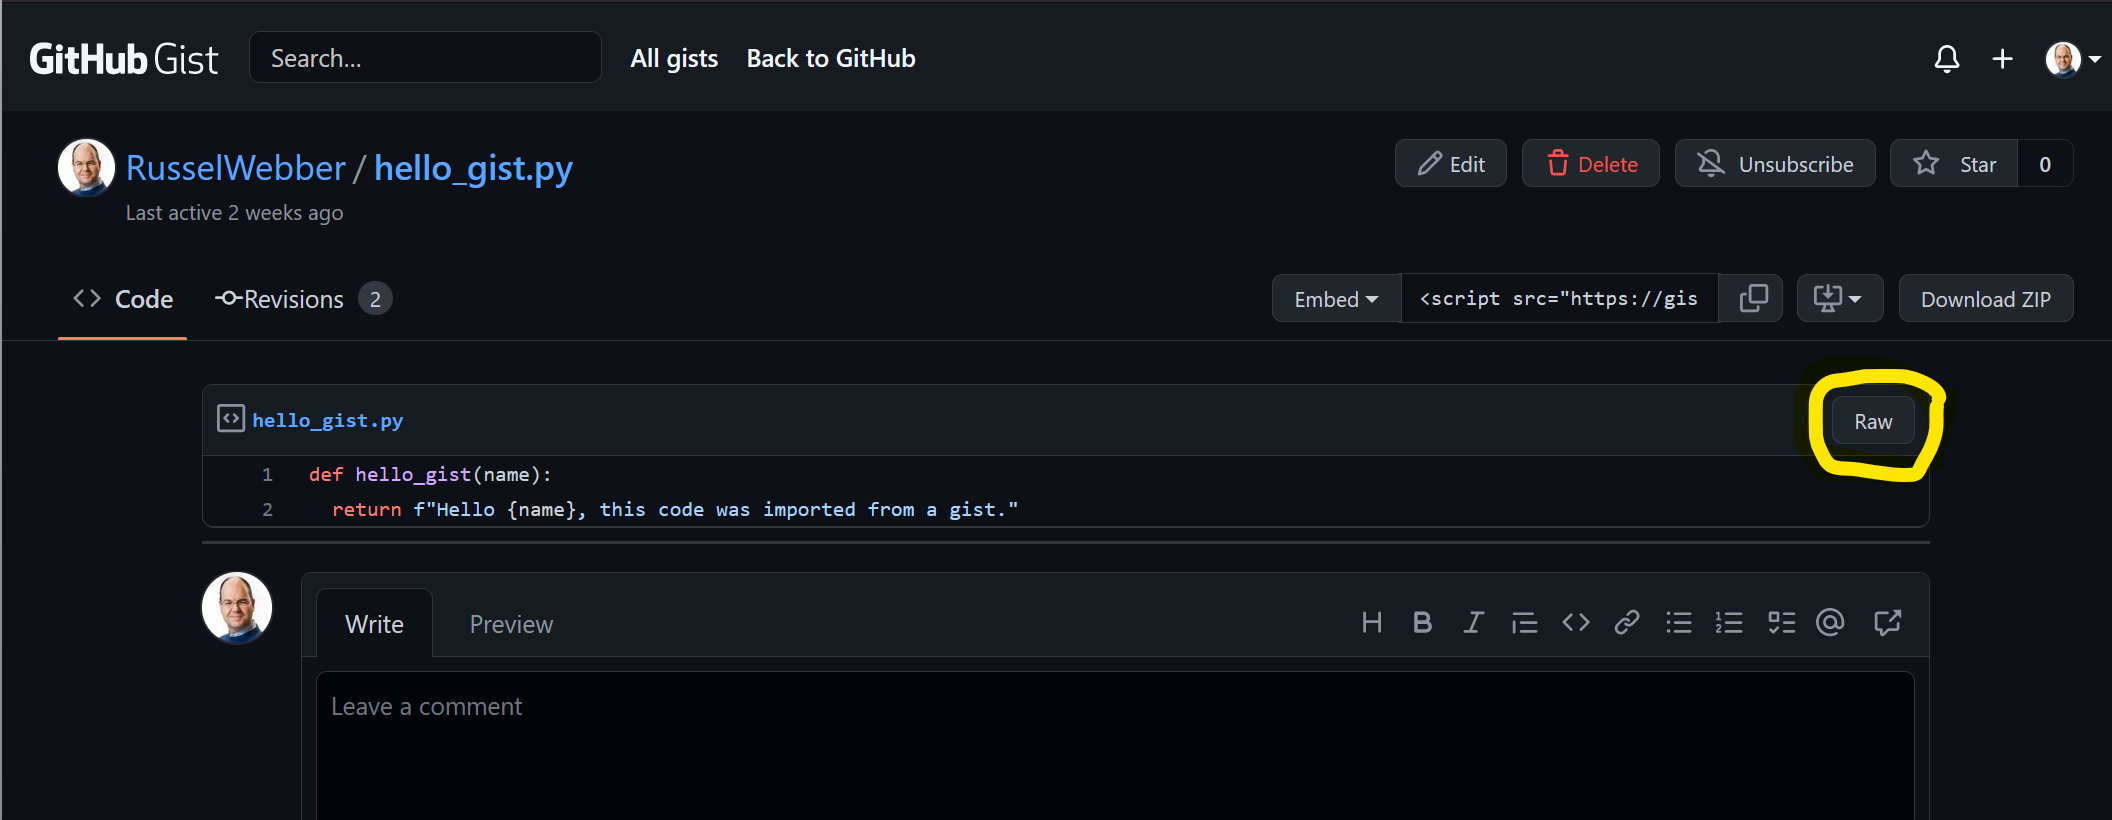 GitHub Gist Search... All gists Back to GitHub
RusselWebber / hello_gist.py Edit Delete Unsubscribe Star 0
Last active 2 weeks ago
Code Revisions 2 Embed <script src="https://gis Download ZIP
hello_gist.py Raw
1 def hello_gist(name):
2 return f"Hello {name}, this code was imported from a gist."
Write Preview
Leave a comment